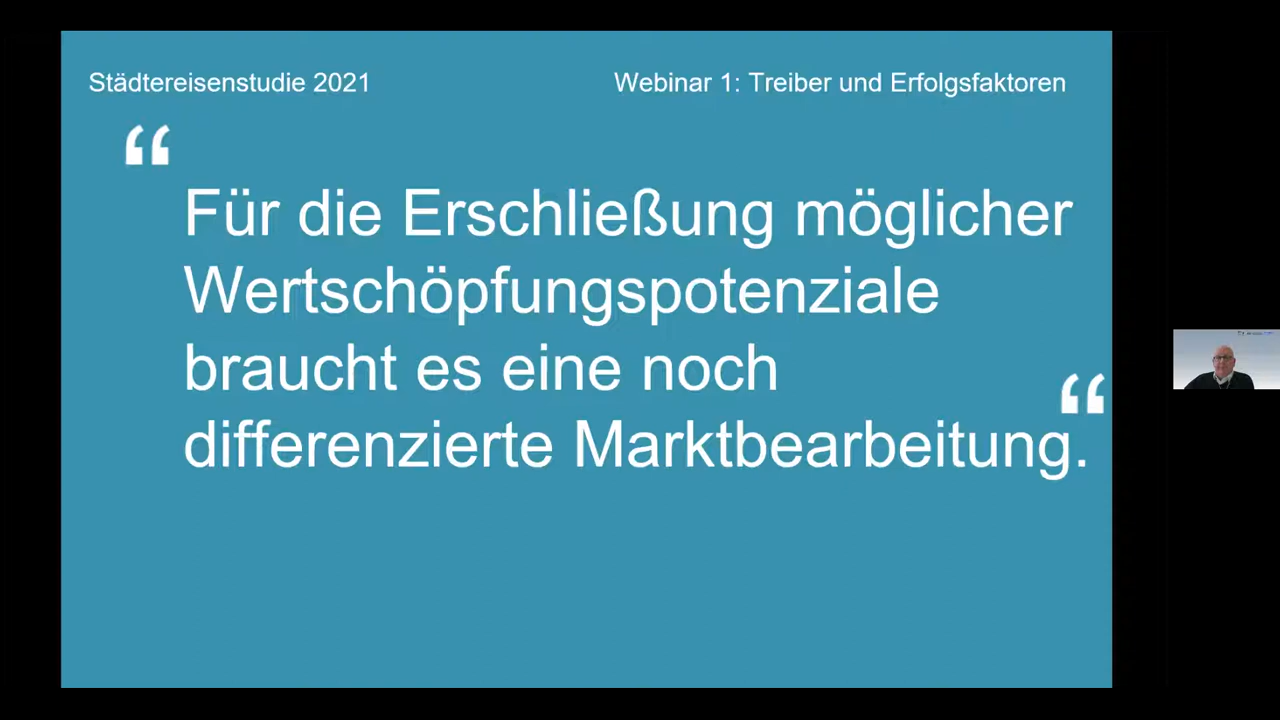 Städtereisenstudie 2021
Webinar 1: Treiber und Erfolgsfaktoren
“
Für die Erschließung möglicher
Wertschöpfungspotenziale
braucht es eine noch
differenzierte Marktbearbeitung.
“